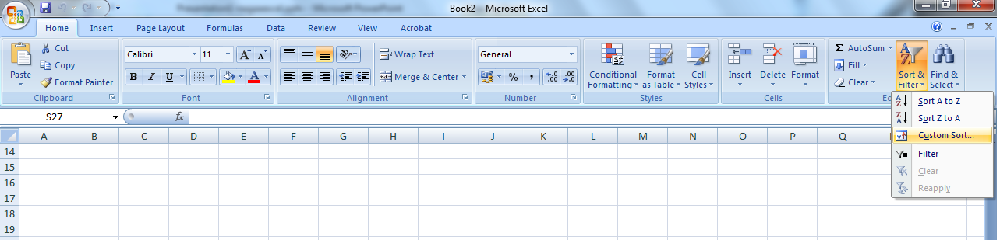 Book2 - Microsoft Excel
Home Insert Page Layout Formulas Data Review View Acrobat
Cut
Copy
Format Painter
Paste
Clipboard
Calibri 11
B I U
Font
Wrap Text
Merge & Center
Alignment
General
% ,
Number
Conditional Formatting
Format as Table
Cell Styles
Styles
Insert Delete Format
Cells
Σ AutoSum
Fill
Clear
Sort & Filter
Find & Select
Sort A to Z
Sort Z to A
Custom Sort...
Filter
Clear
Reapply
S27 fx
A B C D E F G H I J K L M N O P Q
14
15
16
17
18
19